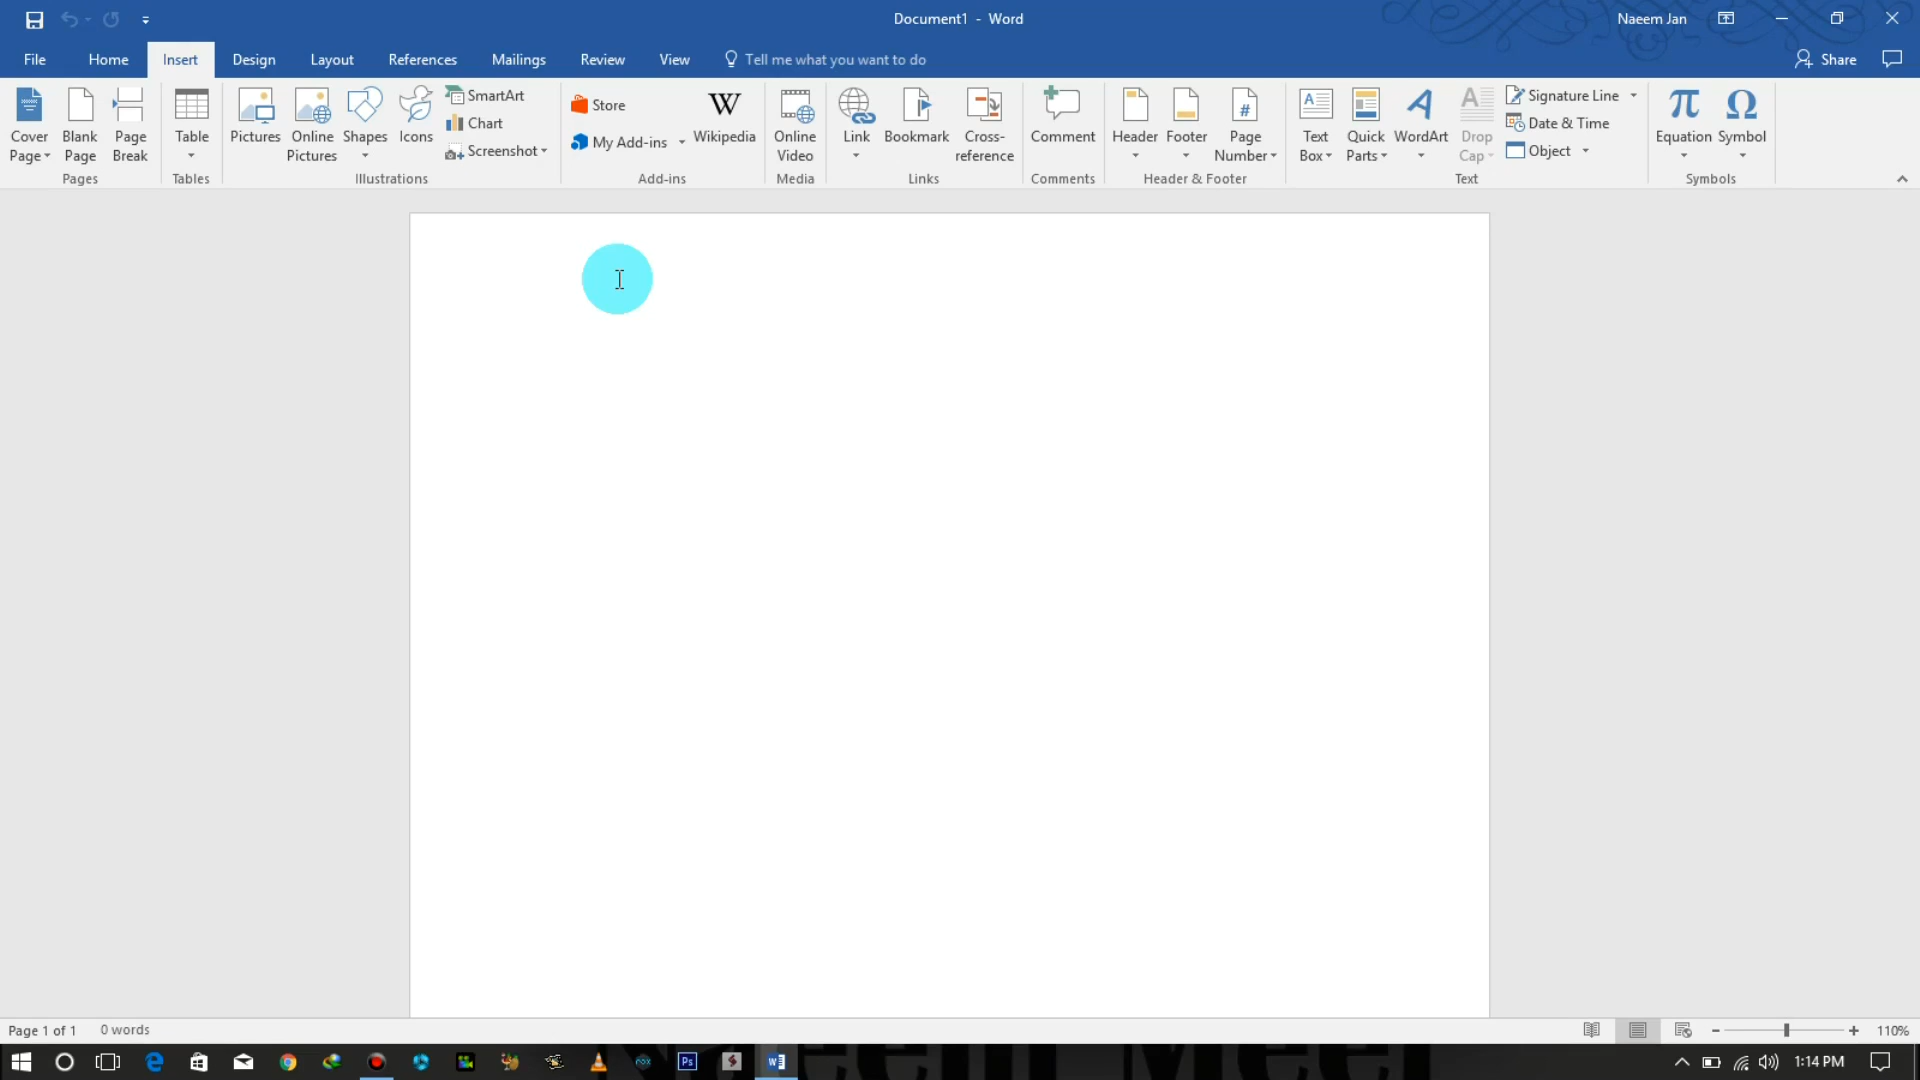 Document1 - Word
Naeem Jan
File Home Insert Design Layout References Mailings Review View Tell me what you want to do Share
Cover Page
Blank Page
Page Break
Pages
Table
Tables
Pictures
Online Pictures
Shapes
Icons
SmartArt
Chart
Screenshot
Illustrations
Store
My Add-ins
W
Wikipedia
Add-ins
Online Video
Media
Link
Bookmark
Cross-reference
Links
Comment
Comments
Header
Footer
#
Page Number
Header & Footer
A
Text Box
Quick Parts
A
WordArt
A
Drop Cap
Signature Line
Date & Time
Object
Text
π
Equation
Ω
Symbol
Symbols
Page 1 of 1 0 words
110%
Ps
1:14 PM